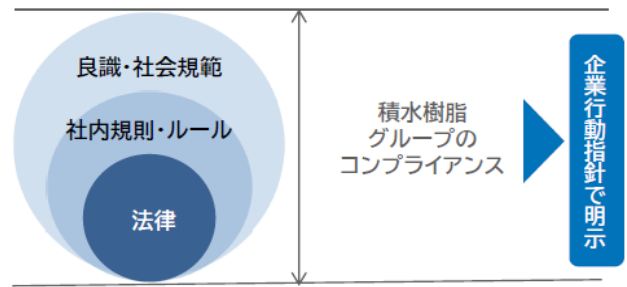 良識・社会規範
社内規則・ルール
法律
積水樹脂
グループの
コンプライアンス
企業行動指針で明示